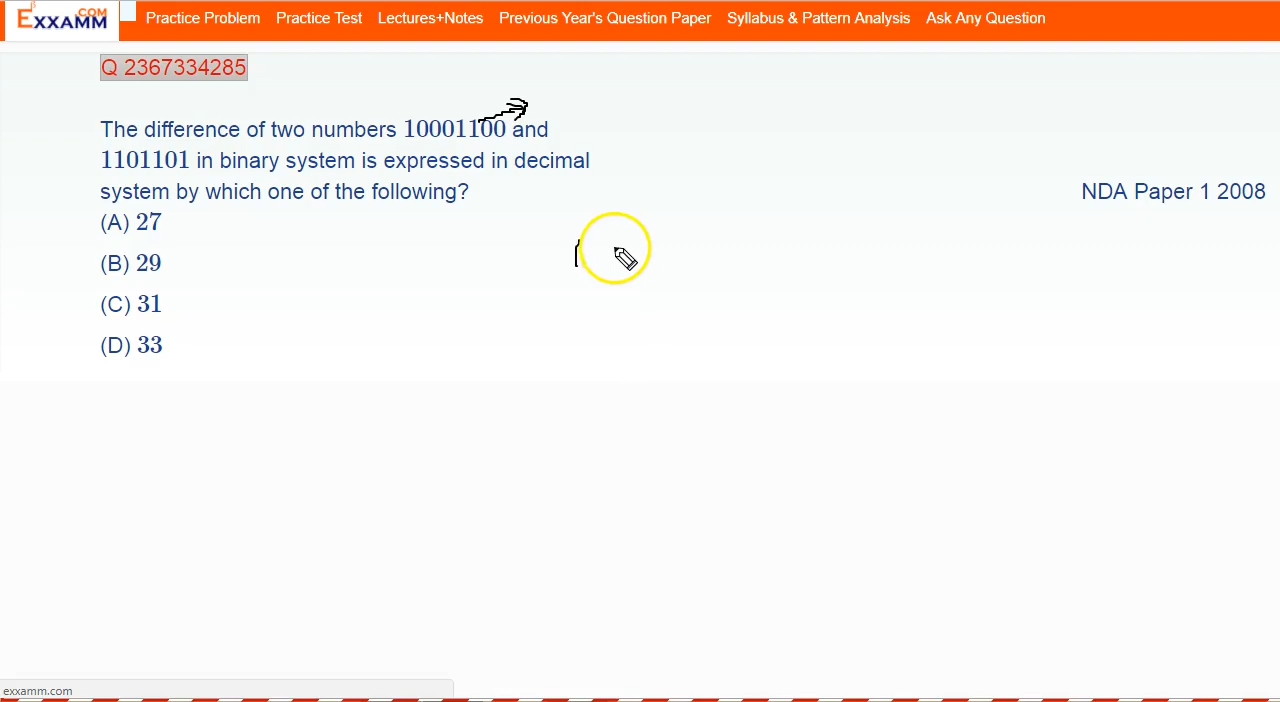 EXXAMM .COM
Practice Problem Practice Test Lectures+Notes Previous Year's Question Paper Syllabus & Pattern Analysis Ask Any Question
Q 2367334285
The difference of two numbers 10001100 and
1101101 in binary system is expressed in decimal
system by which one of the following?
NDA Paper 1 2008
(A) 27
(B) 29
(C) 31
(D) 33
exxamm.com